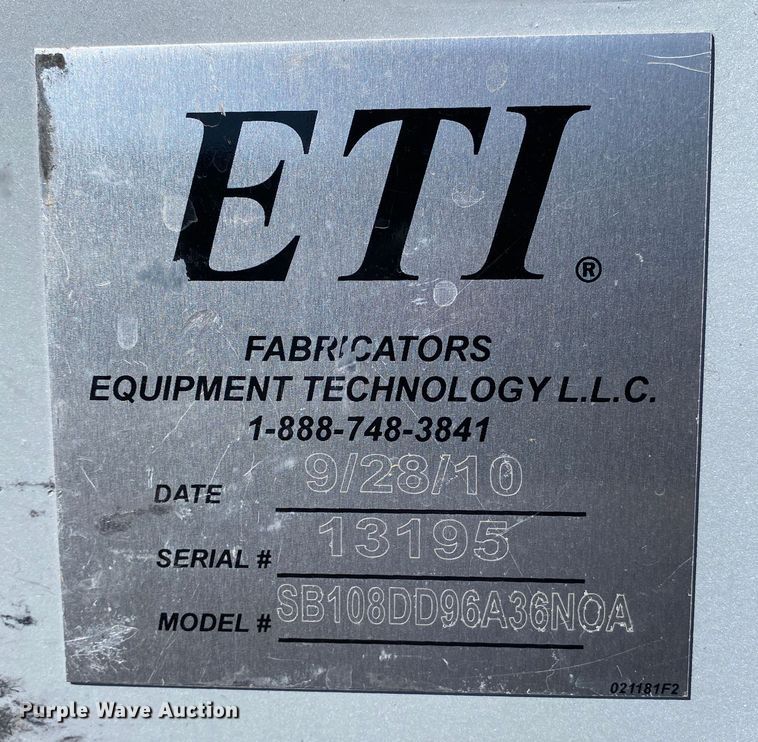 ETI®
FABRICATORS
EQUIPMENT TECHNOLOGY L.L.C.
1-888-748-3841
DATE 9/28/10
SERIAL # 13195
MODEL # SB108DD96A36NOA
021181F2
Purple Wave Auction